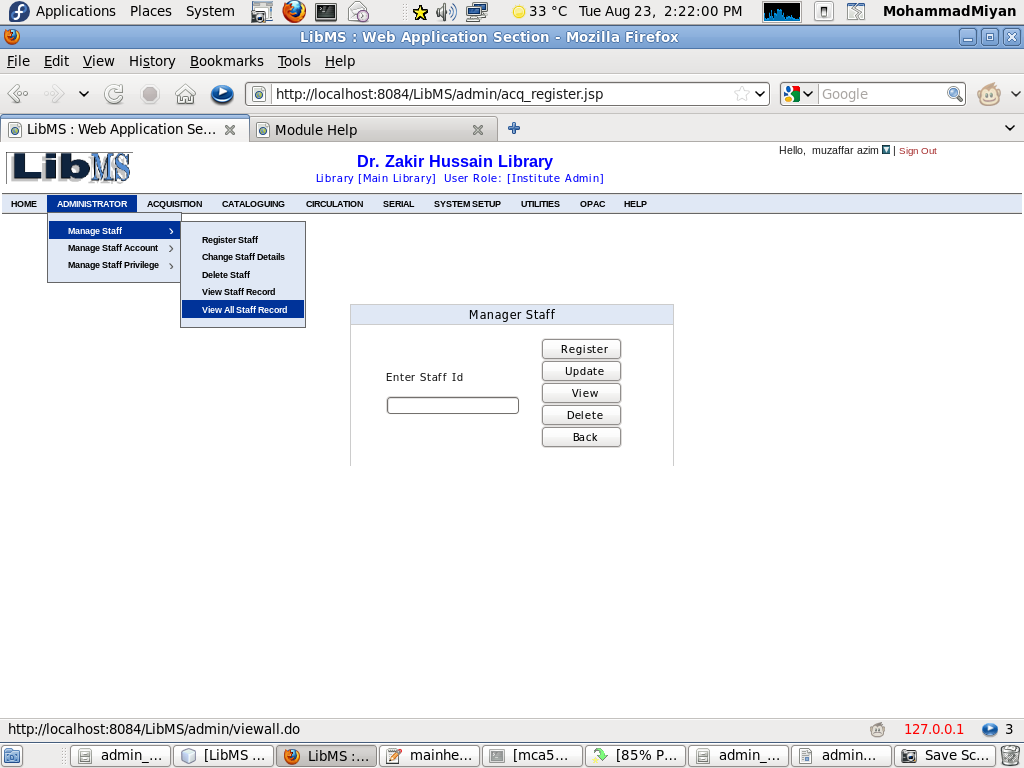 Applications Places System 33 °C Tue Aug 23, 2:22:00 PM MohammadMiyan
LibMS : Web Application Section - Mozilla Firefox
File Edit View History Bookmarks Tools Help
http://localhost:8084/LibMS/admin/acq_register.jsp Google
LibMS : Web Application Se... Module Help
Hello, muzaffar azim | Sign Out
LibMS
Dr. Zakir Hussain Library
Library [Main Library] User Role: [Institute Admin]
HOME ADMINISTRATOR ACQUISITION CATALOGUING CIRCULATION SERIAL SYSTEM SETUP UTILITIES OPAC HELP
Manage Staff
Manage Staff Account
Manage Staff Privilege
Register Staff
Change Staff Details
Delete Staff
View Staff Record
View All Staff Record
Manager Staff
Enter Staff Id
Register
Update
View
Delete
Back
http://localhost:8084/LibMS/admin/viewall.do 127.0.0.1 3
admin_... [LibMS ... LibMS :... mainhe... [mca5... [85% P... admin_... admin... Save Sc...